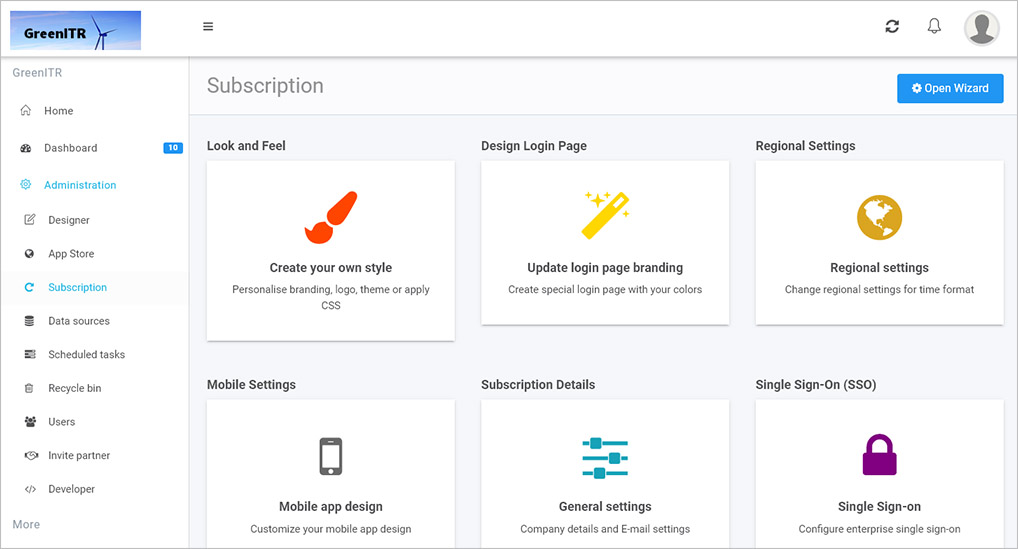 GreenITR
GreenITR
Home
Dashboard 10
Administration
Designer
App Store
Subscription
Data sources
Scheduled tasks
Recycle bin
Users
Invite partner
Developer
More
Subscription
Open Wizard
Look and Feel
Create your own style
Personalise branding, logo, theme or apply
CSS
Design Login Page
Update login page branding
Create special login page with your colors
Regional Settings
Regional settings
Change regional settings for time format
Mobile Settings
Mobile app design
Customize your mobile app design
Subscription Details
General settings
Company details and E-mail settings
Single Sign-On (SSO)
Single Sign-on
Configure enterprise single sign-on